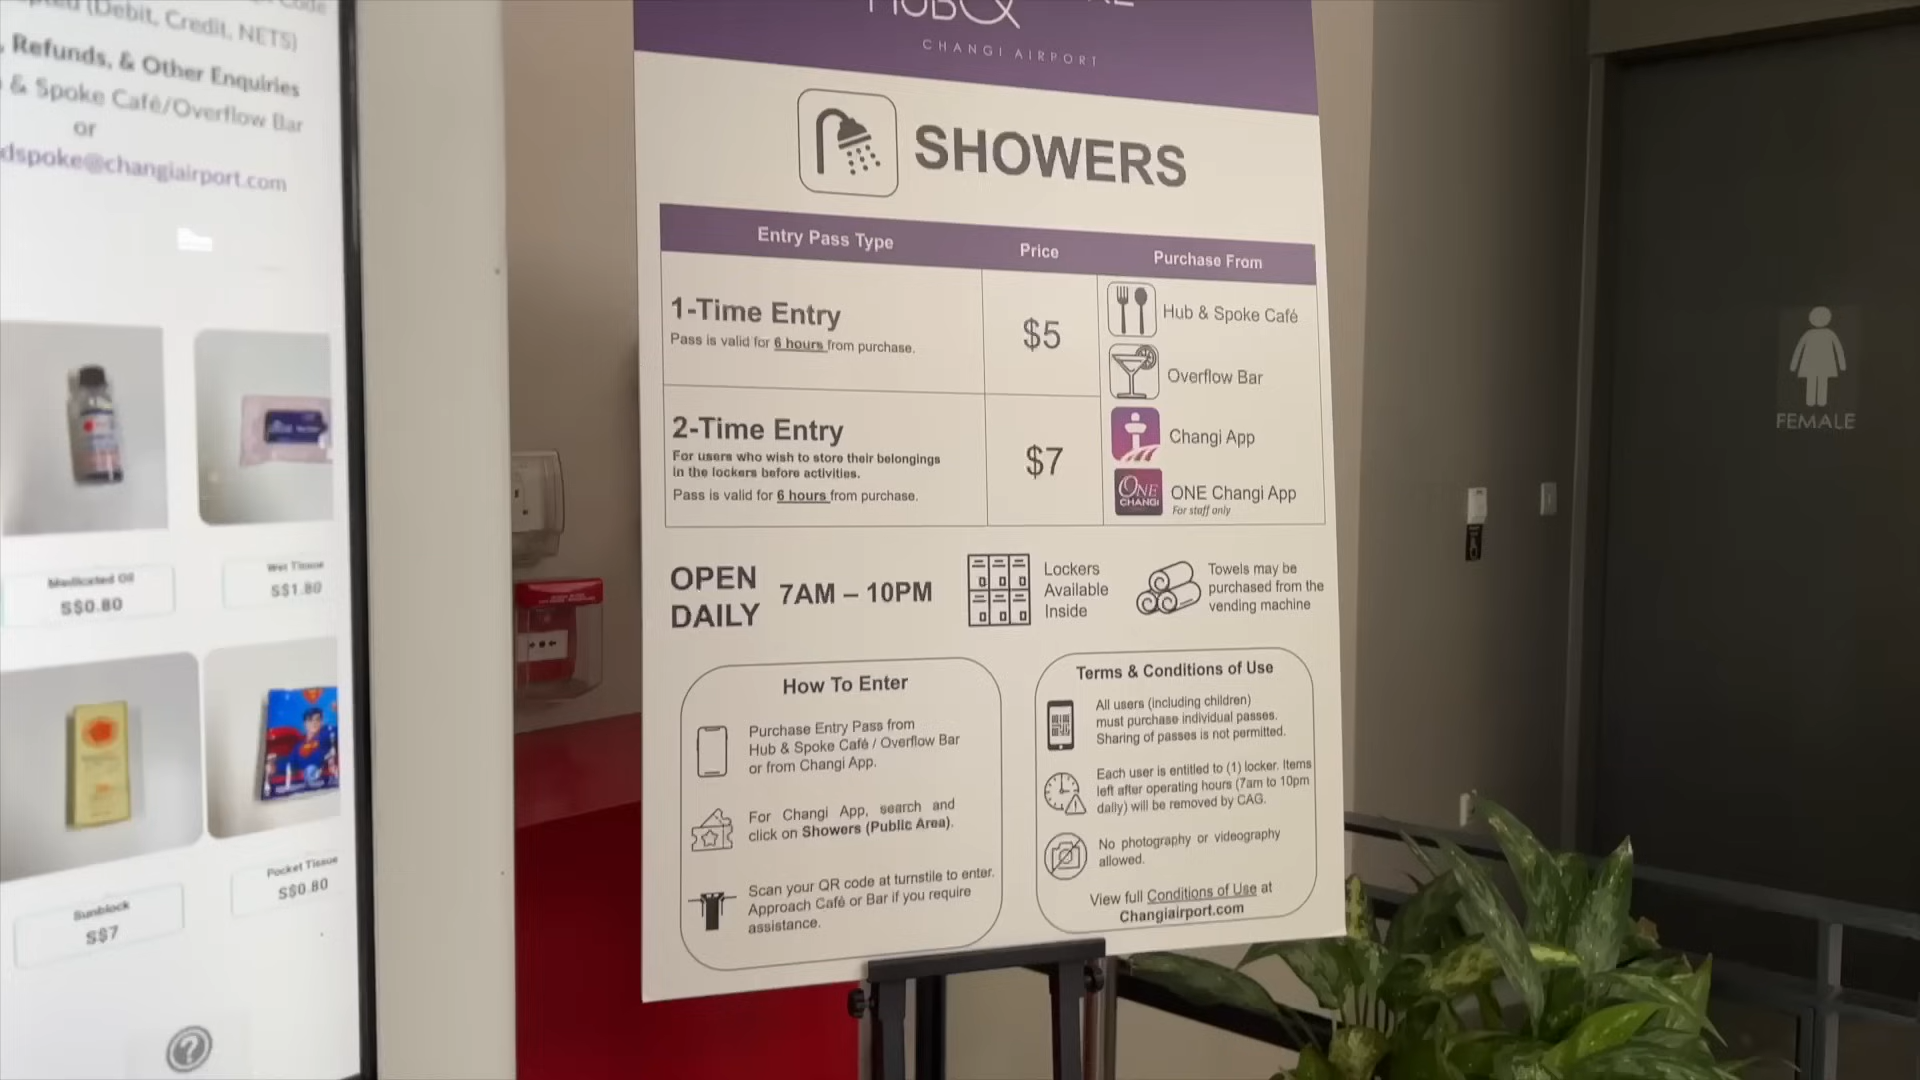 (Debit, Credit, NETS)
, Refunds, & Other Enquiries
& Spoke Café/Overflow Bar
or
dspoke@changiairport.com
Medicated Oil
S$0.80
Wet Tissue
S$1.80
Sunblock
S$7
Pocket Tissue
S$0.80
CHANGI AIRPORT
SHOWERS
Entry Pass Type
Price
Purchase From
1-Time Entry
Pass is valid for 6 hours from purchase.
$5
2-Time Entry
For users who wish to store their belongings
in the lockers before activities.
Pass is valid for 6 hours from purchase.
$7
Hub & Spoke Café
Overflow Bar
Changi App
ONE
CHANGI
ONE Changi App
For staff only
OPEN
DAILY
7AM – 10PM
Lockers
Available
Inside
Towels may be
purchased from the
vending machine
How To Enter
Purchase Entry Pass from
Hub & Spoke Café / Overflow Bar
or from Changi App.
For Changi App, search and
click on Showers (Public Area).
Scan your QR code at turnstile to enter.
Approach Café or Bar if you require
assistance.
Terms & Conditions of Use
All users (including children)
must purchase individual passes.
Sharing of passes is not permitted.
Each user is entitled to (1) locker. Items
left after operating hours (7am to 10pm
daily) will be removed by CAG.
No photography or videography
allowed.
View full Conditions of Use at
Changiairport.com
FEMALE